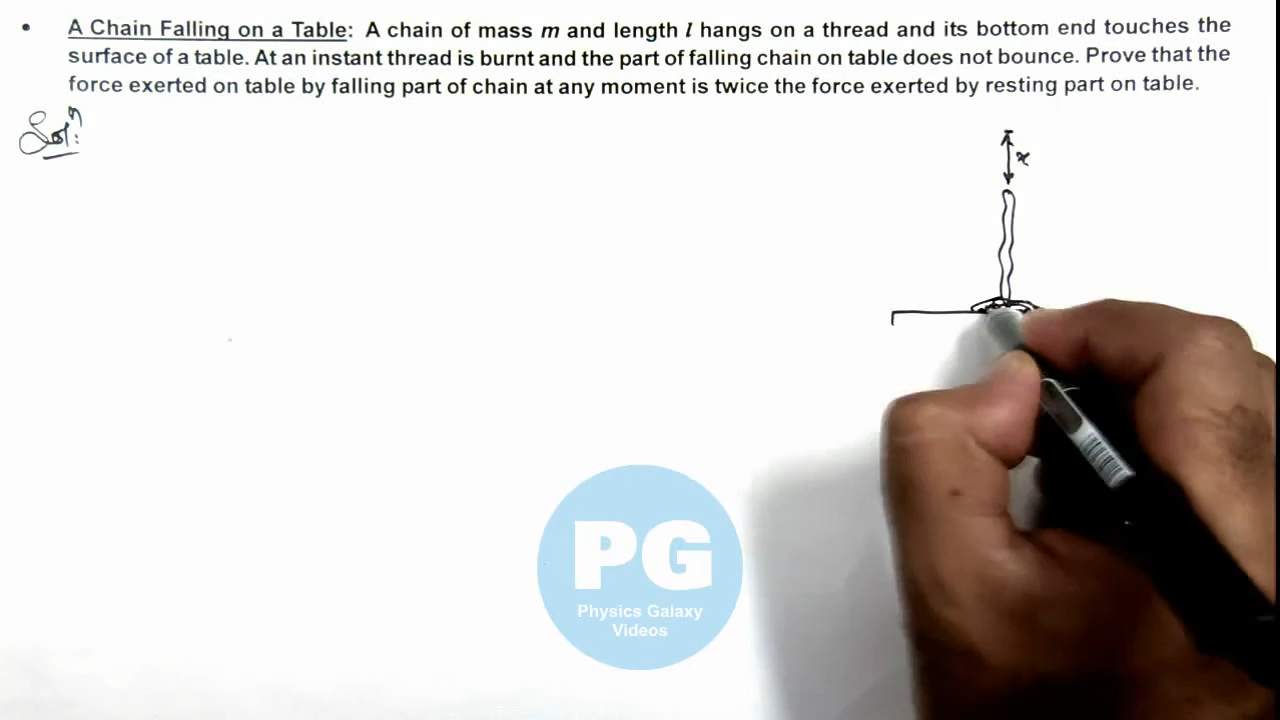 • A Chain Falling on a Table: A chain of mass m and length l hangs on a thread and its bottom end touches the
surface of a table. At an instant thread is burnt and the part of falling chain on table does not bounce. Prove that the
force exerted on table by falling part of chain at any moment is twice the force exerted by resting part on table.
Solⁿ:
x
PG
Physics Galaxy
Videos